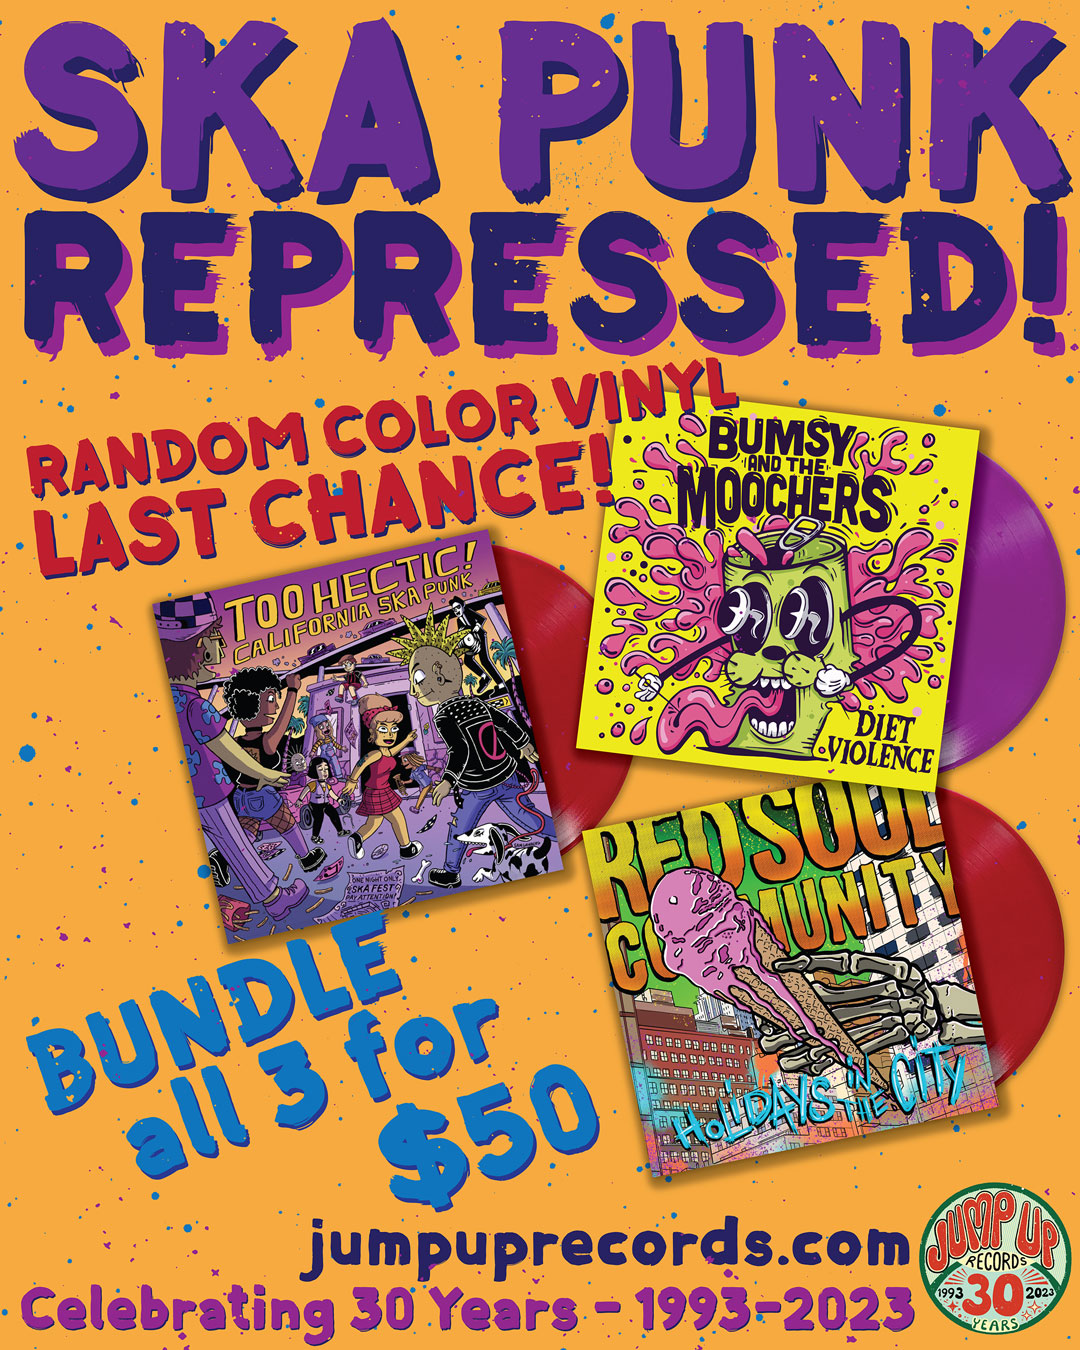 SKA PUNK
REPRESSED!
RANDOM COLOR VINYL
LAST CHANCE!
BUMSY
AND THE
MOOCHERS
DIET
VIOLENCE
TOO HECTIC!
CALIFORNIA SKA PUNK
ONE NIGHT ONLY
SKA FEST
PAY ATTENTION!
RED SOUL
COMMUNITY
HOLIDAYS IN THE CITY
BUNDLE
all 3 for
$50
jumpuprecords.com
Celebrating 30 Years - 1993-2023
JUMP UP
RECORDS
1993 30 2023
YEARS